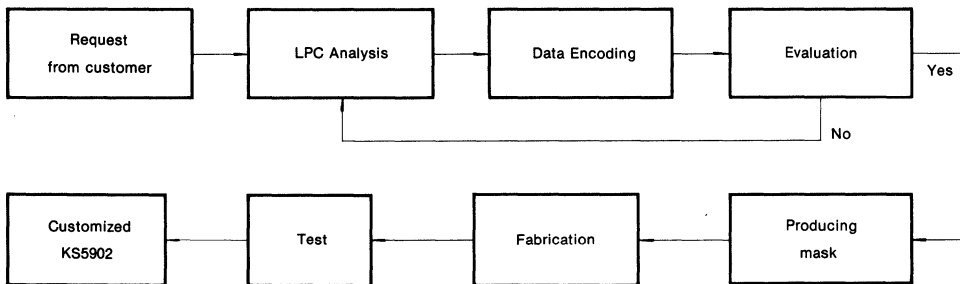 Request
from customer
LPC Analysis
Data Encoding
Evaluation
Yes
No
Customized
KS5902
Test
Fabrication
Producing
mask